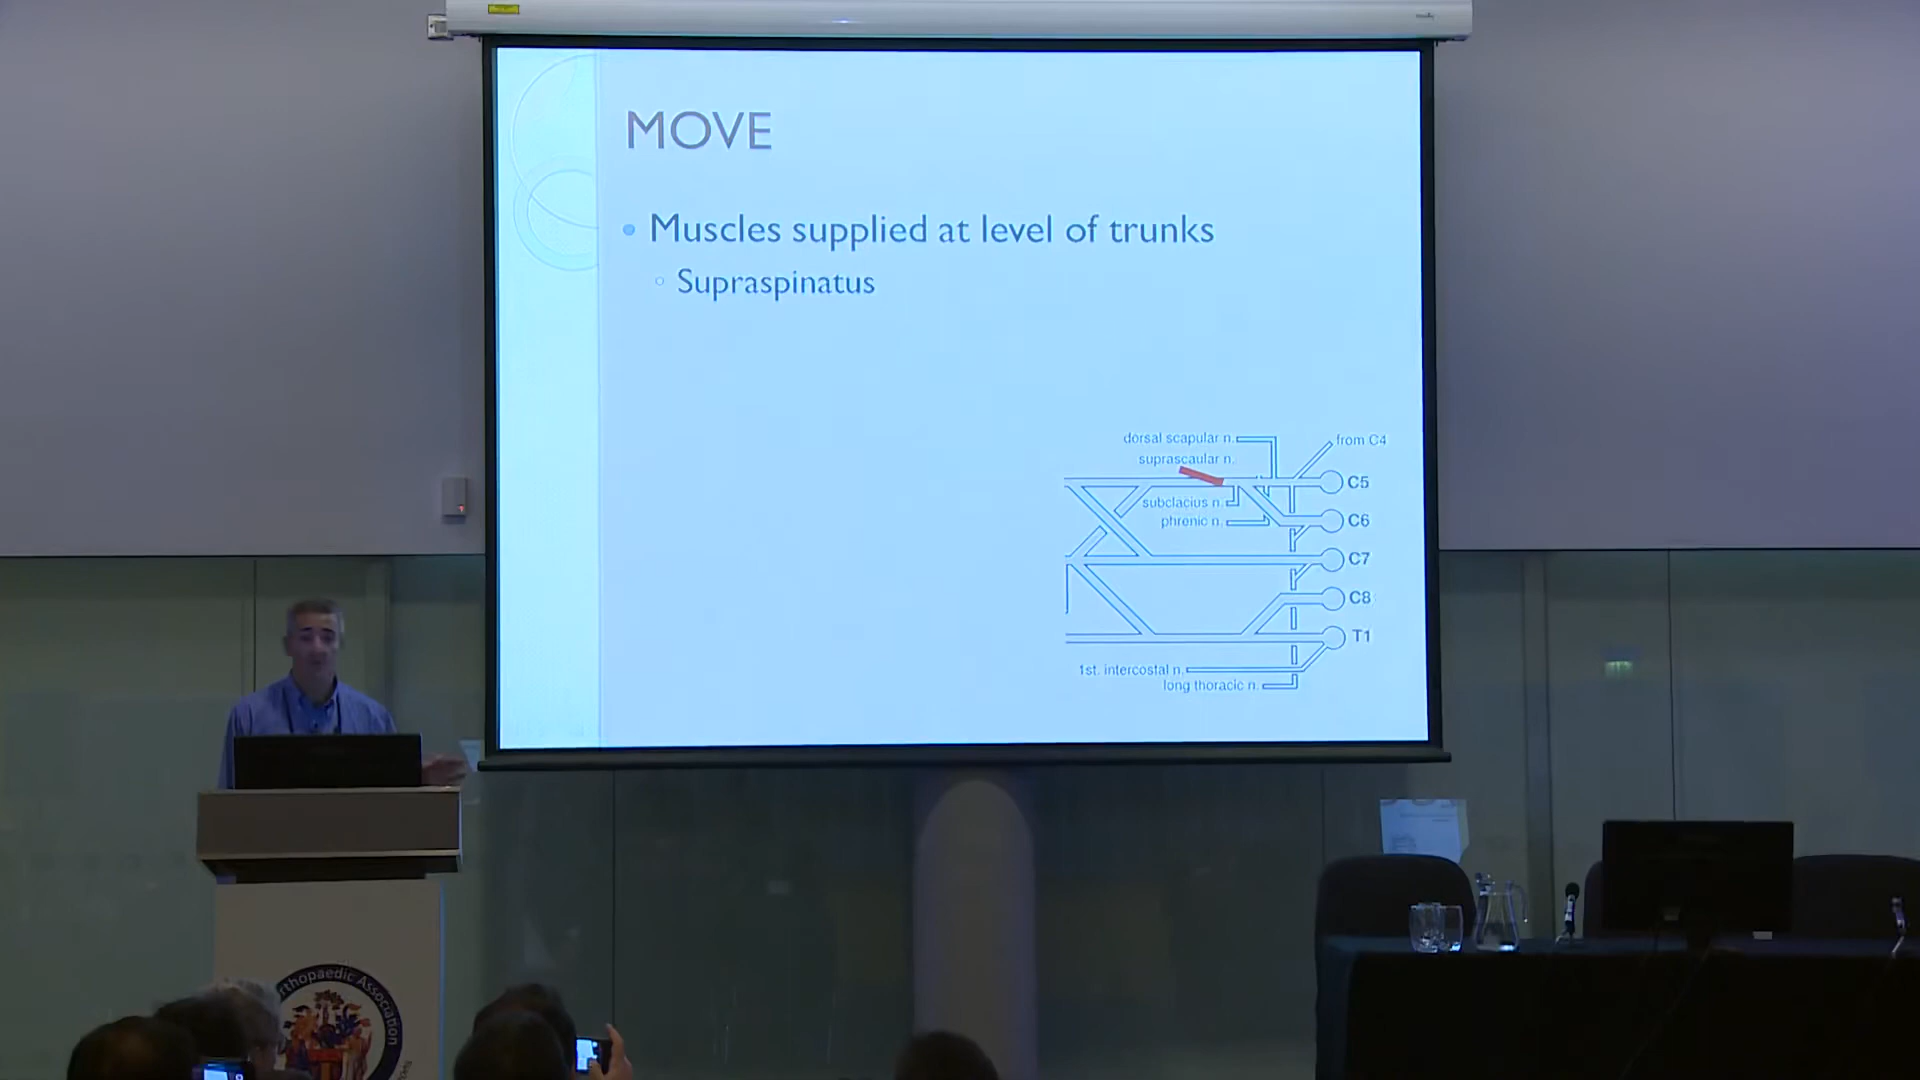 MOVE
• Muscles supplied at level of trunks
◦ Supraspinatus
dorsal scapular n.
from C4
suprascaular n.
C5
subclacius n.
phrenic n.
C6
C7
C8
T1
1st. intercostal n.
long thoracic n.
rthopaedic Association